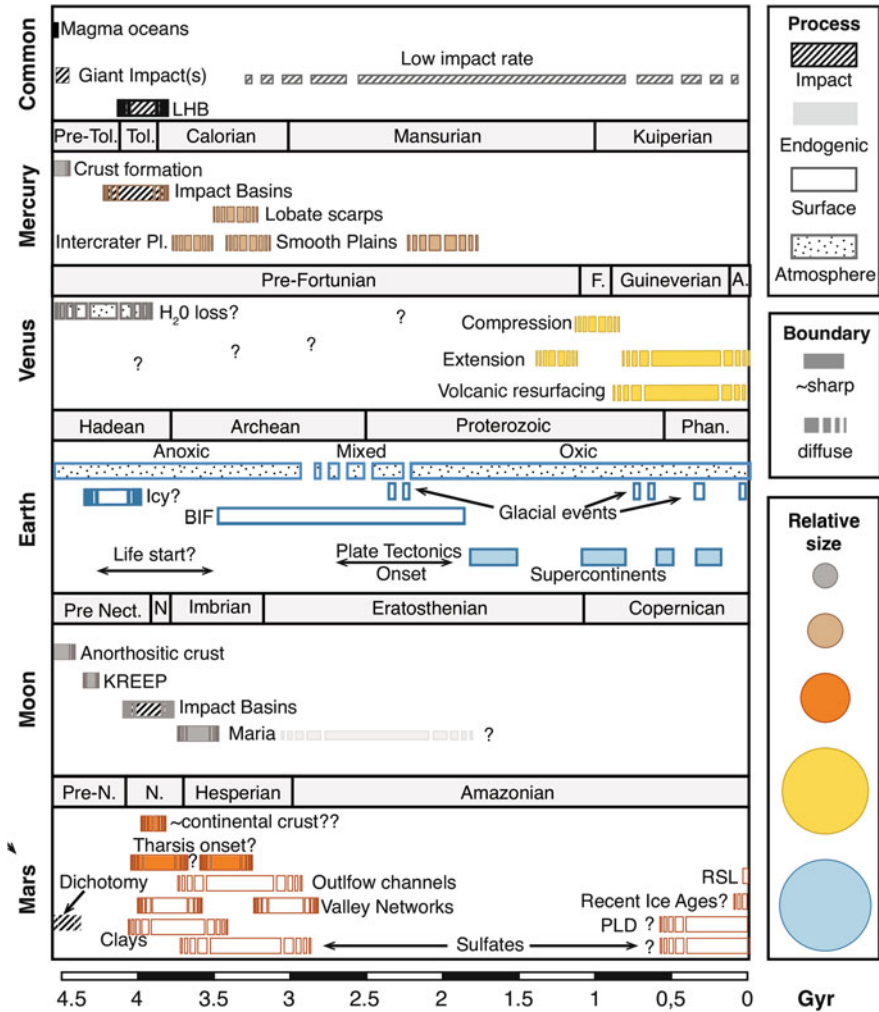 Common
Magma oceans
Giant Impact(s)
Low impact rate
LHB
Pre-Tol. Tol. Calorian Mansurian Kuiperian
Mercury
Crust formation
Impact Basins
Lobate scarps
Intercrater Pl. Smooth Plains
Pre-Fortunian F. Guineverian A.
Venus
H20 loss? ?
Compression
? ? ?
Extension
Volcanic resurfacing
Hadean Archean Proterozoic Phan.
Earth
Anoxic Mixed Oxic
Icy?
Glacial events
BIF
Life start? Plate Tectonics
Onset Supercontinents
Pre Nect. N Imbrian Eratosthenian Copernican
Moon
Anorthositic crust
KREEP
Impact Basins
Maria ?
Pre-N. N. Hesperian Amazonian
Mars
~continental crust??
Tharsis onset?
?
Dichotomy Outlfow channels RSL
Valley Networks Recent Ice Ages?
PLD ?
Clays Sulfates ?
4.5 4 3.5 3 2.5 2 1.5 1 0,5 0 Gyr
Process
Impact
Endogenic
Surface
Atmosphere
Boundary
~sharp
diffuse
Relative
size